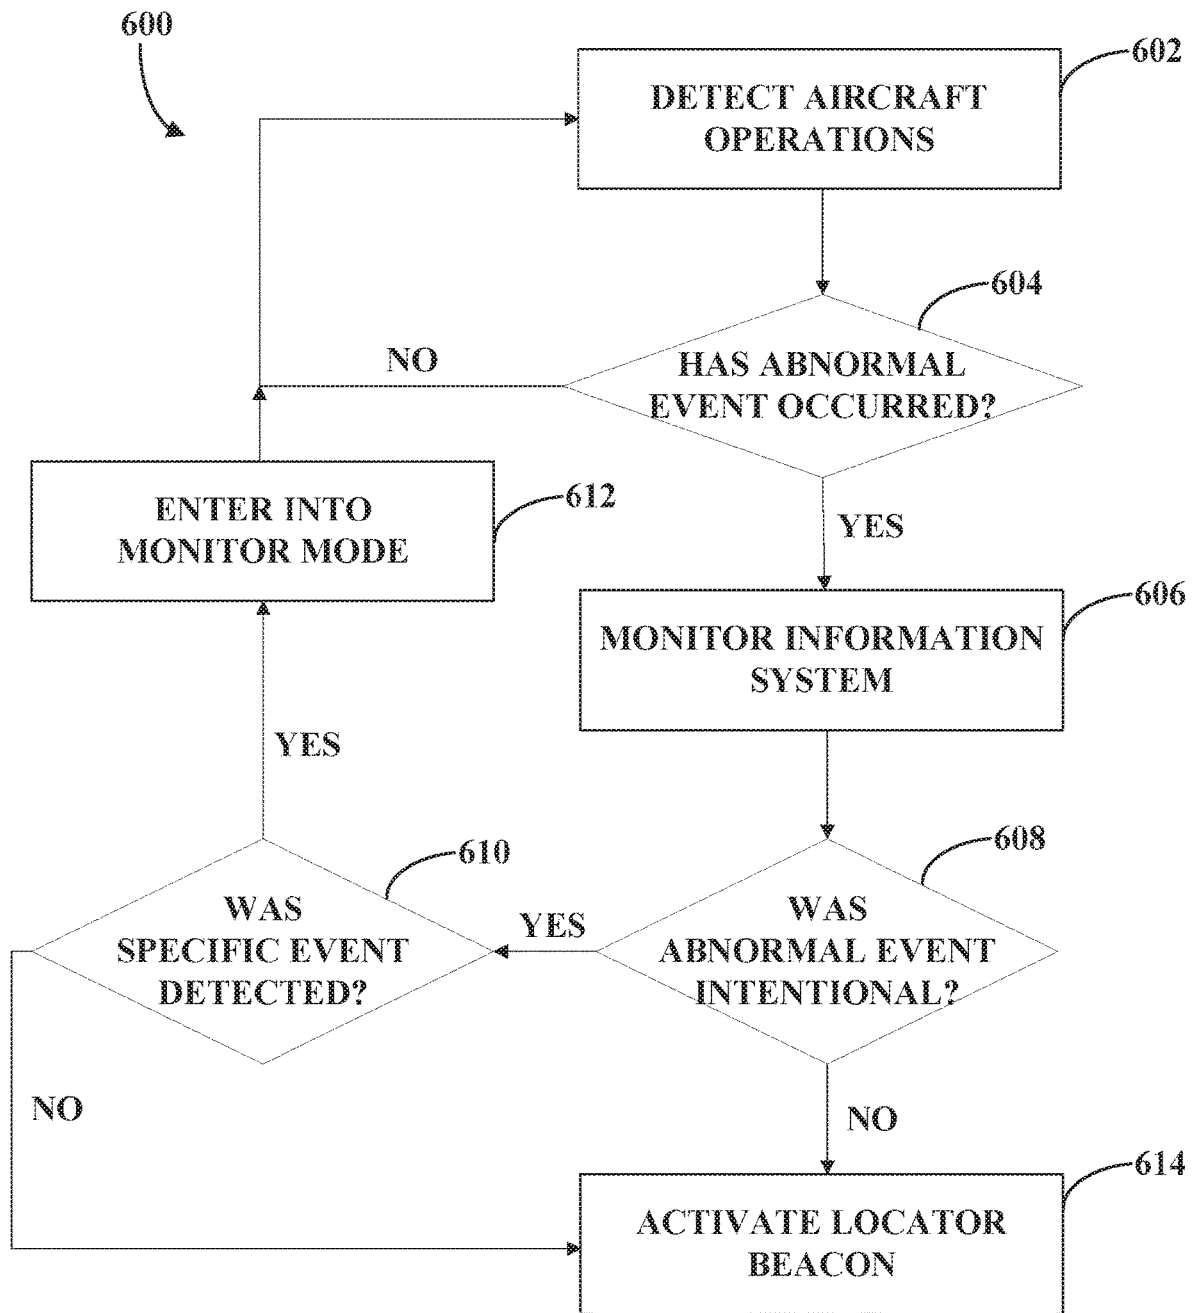 600
602
DETECT AIRCRAFT
OPERATIONS
604
HAS ABNORMAL
EVENT OCCURRED?
NO
YES
612
ENTER INTO
MONITOR MODE
606
MONITOR INFORMATION
SYSTEM
YES
610
608
WAS
SPECIFIC EVENT
DETECTED?
YES
WAS
ABNORMAL EVENT
INTENTIONAL?
NO
NO
614
ACTIVATE LOCATOR
BEACON